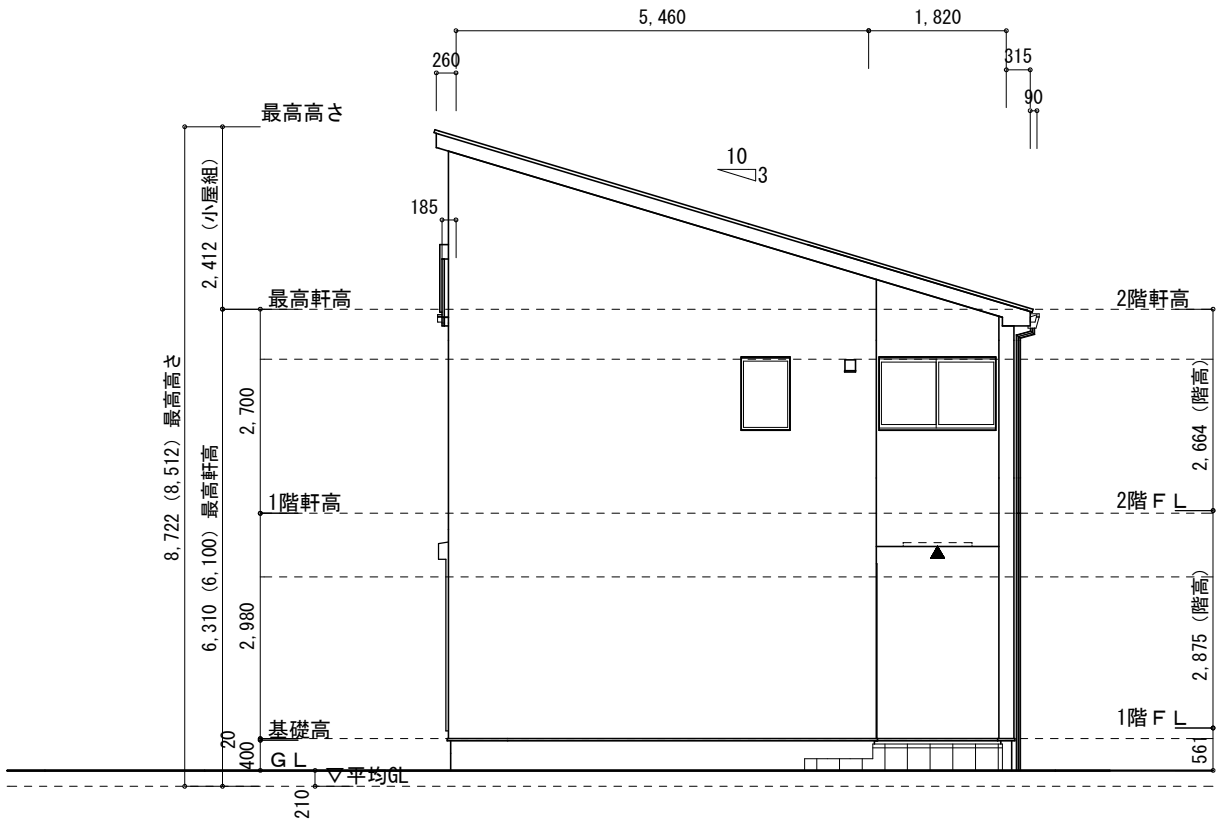 5,460
1,820
260
315
90
最高高さ
10
3
2,412 (小屋組)
185
最高軒高
2階軒高
8,722 (8,512) 最高高さ
6,310 (6,100) 最高軒高
2,700
2,664 (階高)
1階軒高
2階ＦＬ
2,980
2,875 (階高)
基礎高
1階ＦＬ
20
400
ＧＬ
▽平均GL
561
210